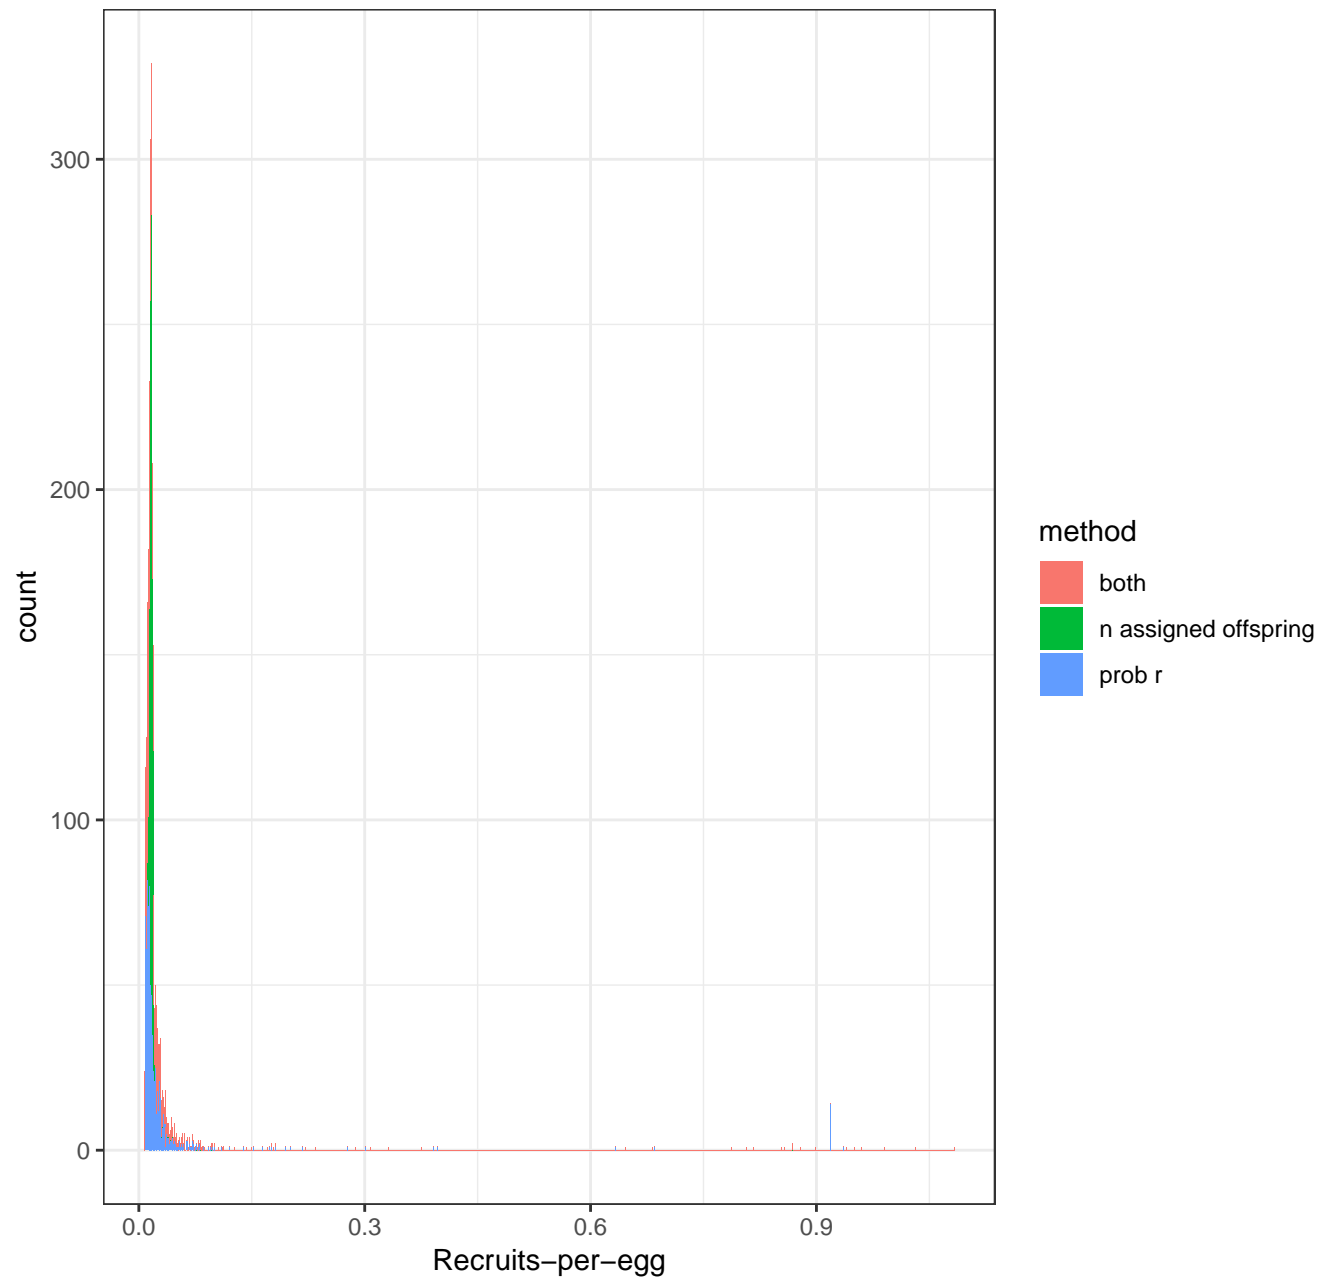 300
200
100
0
count
0.0 0.3 0.6 0.9
Recruits−per−egg
method
both
n assigned offspring
prob r